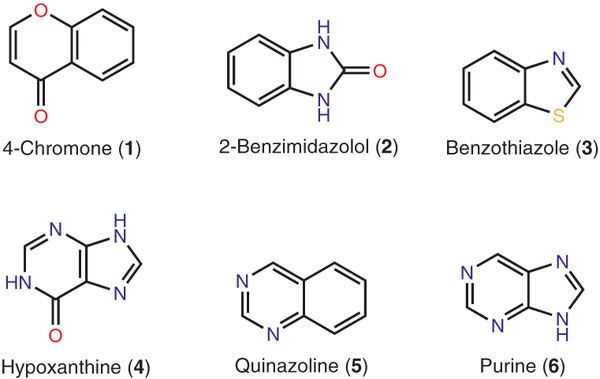 O
O
4-Chromone (1)
H
N
O
N
H
2-Benzimidazolol (2)
N
S
Benzothiazole (3)
N
H
N
HN
N
O
Hypoxanthine (4)
N
N
Quinazoline (5)
N
N
N
N
H
Purine (6)